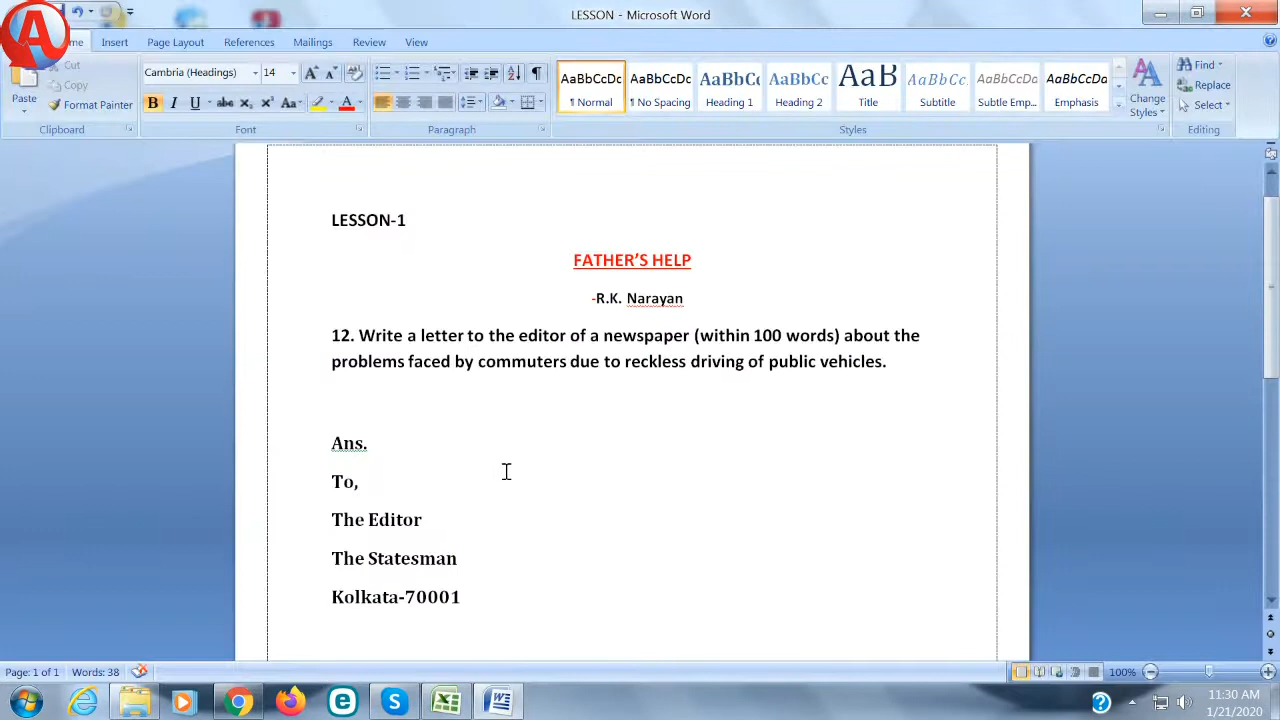 LESSON - Microsoft Word
A
Insert
Page Layout
References
Mailings
Review
View
Cut
Copy
Format Painter
Paste
Clipboard
Cambria (Headings)
14
Font
Paragraph
AaBbCcDc
¶ Normal
AaBbCcDc
¶ No Spacing
AaBbCc
Heading 1
AaBbCc
Heading 2
AaB
Title
AaBbCc.
Subtitle
AaBbCcDa
Subtle Emp...
AaBbCcDa
Emphasis
Change
Styles
Styles
Find
Replace
Select
Editing
LESSON-1
FATHER’S HELP
-R.K. Narayan
12. Write a letter to the editor of a newspaper (within 100 words) about the
problems faced by commuters due to reckless driving of public vehicles.
Ans.
To,
The Editor
The Statesman
Kolkata-70001
Page: 1 of 1
Words: 38
100%
11:30 AM
1/21/2020